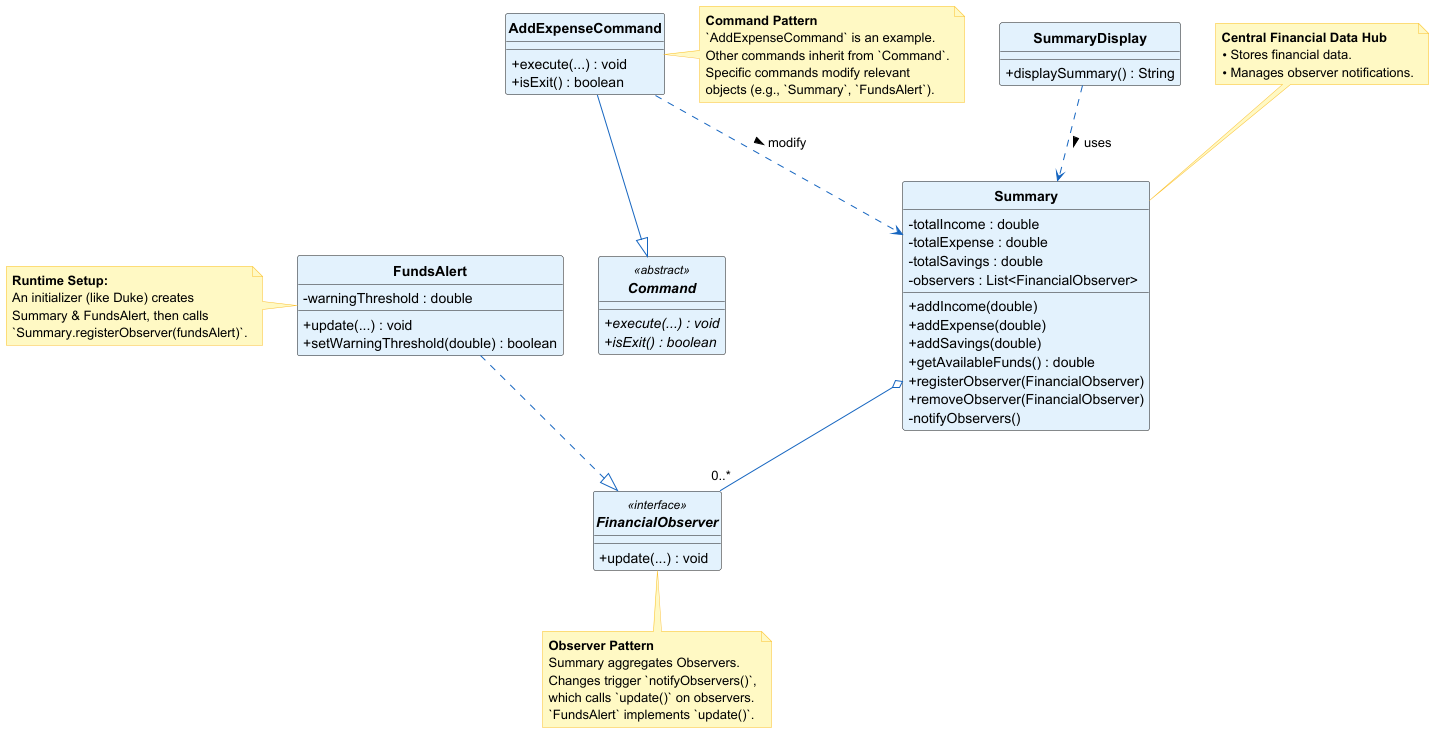 AddExpenseCommand
+execute(...) : void
+isExit() : boolean
Command Pattern
`AddExpenseCommand` is an example.
Other commands inherit from `Command`.
Specific commands modify relevant
objects (e.g., `Summary`, `FundsAlert`).
SummaryDisplay
+displaySummary() : String
Central Financial Data Hub
• Stores financial data.
• Manages observer notifications.
modify
uses
Summary
-totalIncome : double
-totalExpense : double
-totalSavings : double
-observers : List<FinancialObserver>
+addIncome(double)
+addExpense(double)
+addSavings(double)
+getAvailableFunds() : double
+registerObserver(FinancialObserver)
+removeObserver(FinancialObserver)
-notifyObservers()
Runtime Setup:
An initializer (like Duke) creates
Summary & FundsAlert, then calls
`Summary.registerObserver(fundsAlert)`.
FundsAlert
-warningThreshold : double
+update(...) : void
+setWarningThreshold(double) : boolean
«abstract»
Command
+execute(...) : void
+isExit() : boolean
0..*
«interface»
FinancialObserver
+update(...) : void
Observer Pattern
Summary aggregates Observers.
Changes trigger `notifyObservers()`,
which calls `update()` on observers.
`FundsAlert` implements `update()`.